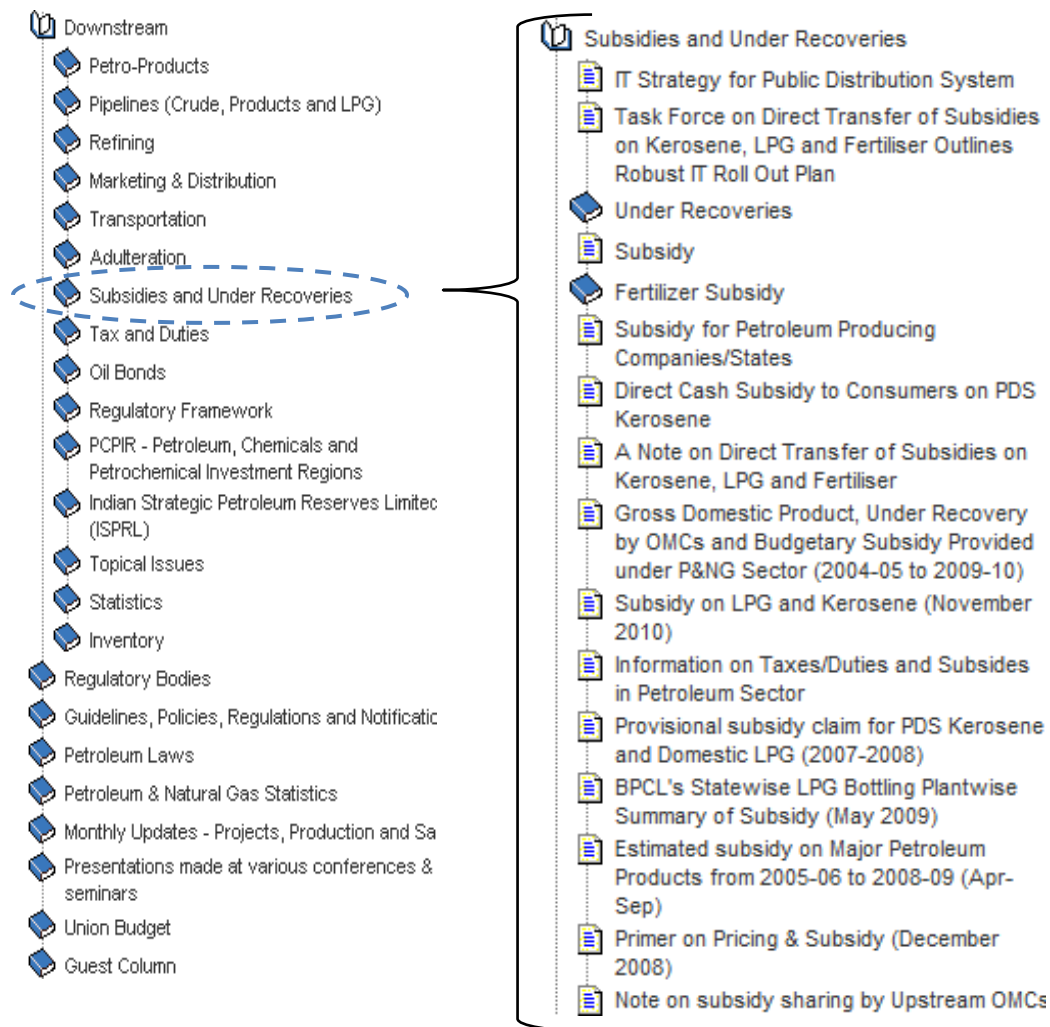 Downstream
Petro-Products
Pipelines (Crude, Products and LPG)
Refining
Marketing & Distribution
Transportation
Adulteration
Subsidies and Under Recoveries
Tax and Duties
Oil Bonds
Regulatory Framework
PCPIR - Petroleum, Chemicals and
Petrochemical Investment Regions
Indian Strategic Petroleum Reserves Limitec
(ISPRL)
Topical Issues
Statistics
Inventory
Regulatory Bodies
Guidelines, Policies, Regulations and Notificatic
Petroleum Laws
Petroleum & Natural Gas Statistics
Monthly Updates - Projects, Production and Sa
Presentations made at various conferences &
seminars
Union Budget
Guest Column
Subsidies and Under Recoveries
IT Strategy for Public Distribution System
Task Force on Direct Transfer of Subsidies
on Kerosene, LPG and Fertiliser Outlines
Robust IT Roll Out Plan
Under Recoveries
Subsidy
Fertilizer Subsidy
Subsidy for Petroleum Producing
Companies/States
Direct Cash Subsidy to Consumers on PDS
Kerosene
A Note on Direct Transfer of Subsidies on
Kerosene, LPG and Fertiliser
Gross Domestic Product, Under Recovery
by OMCs and Budgetary Subsidy Provided
under P&NG Sector (2004-05 to 2009-10)
Subsidy on LPG and Kerosene (November
2010)
Information on Taxes/Duties and Subsides
in Petroleum Sector
Provisional subsidy claim for PDS Kerosene
and Domestic LPG (2007-2008)
BPCL's Statewise LPG Bottling Plantwise
Summary of Subsidy (May 2009)
Estimated subsidy on Major Petroleum
Products from 2005-06 to 2008-09 (Apr-
Sep)
Primer on Pricing & Subsidy (December
2008)
Note on subsidy sharing by Upstream OMCs